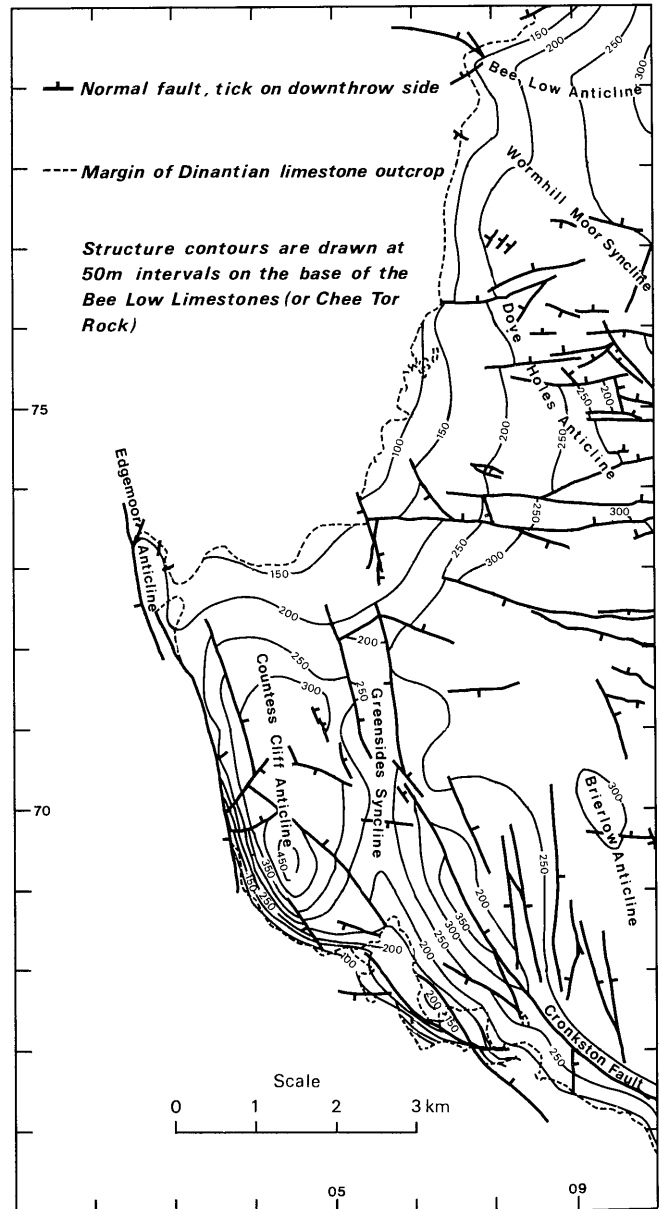 Normal fault, tick on downthrow side
Margin of Dinantian limestone outcrop
Structure contours are drawn at
50m intervals on the base of the
Bee Low Limestones (or Chee Tor
Rock)
150
200
250
300
Bee Low Anticline
Wormhill Moor Syncline
Dove Holes Anticline
75
100
150
200
250
250
200
Edgemoor Anticline
250
300
250
300
150
200
200
250
300
250
Countess Cliff Anticline
Greensides Syncline
70
300
Brierlow Anticline
450
350
250
150
250
200
350
300
250
200
200
100
200
150
250
Cronkston Fault
Scale
0 1 2 3 km
05 09